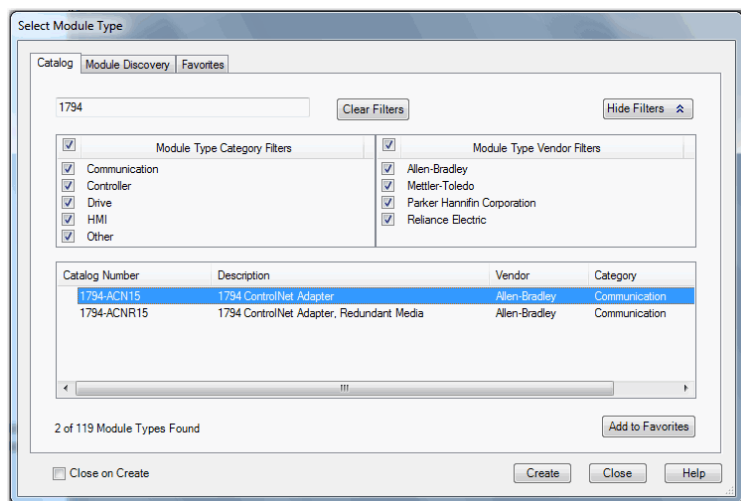 Select Module Type
Catalog Module Discovery Favorites
1794 Clear Filters Hide Filters
Module Type Category Filters Module Type Vendor Filters
Communication Allen-Bradley
Controller Mettler-Toledo
Drive Parker Hannifin Corporation
HMI Reliance Electric
Other
Catalog Number Description Vendor Category
1794-ACN15 1794 ControlNet Adapter Allen-Bradley Communication
1794-ACNR15 1794 ControlNet Adapter, Redundant Media Allen-Bradley Communication
2 of 119 Module Types Found Add to Favorites
Close on Create Create Close Help